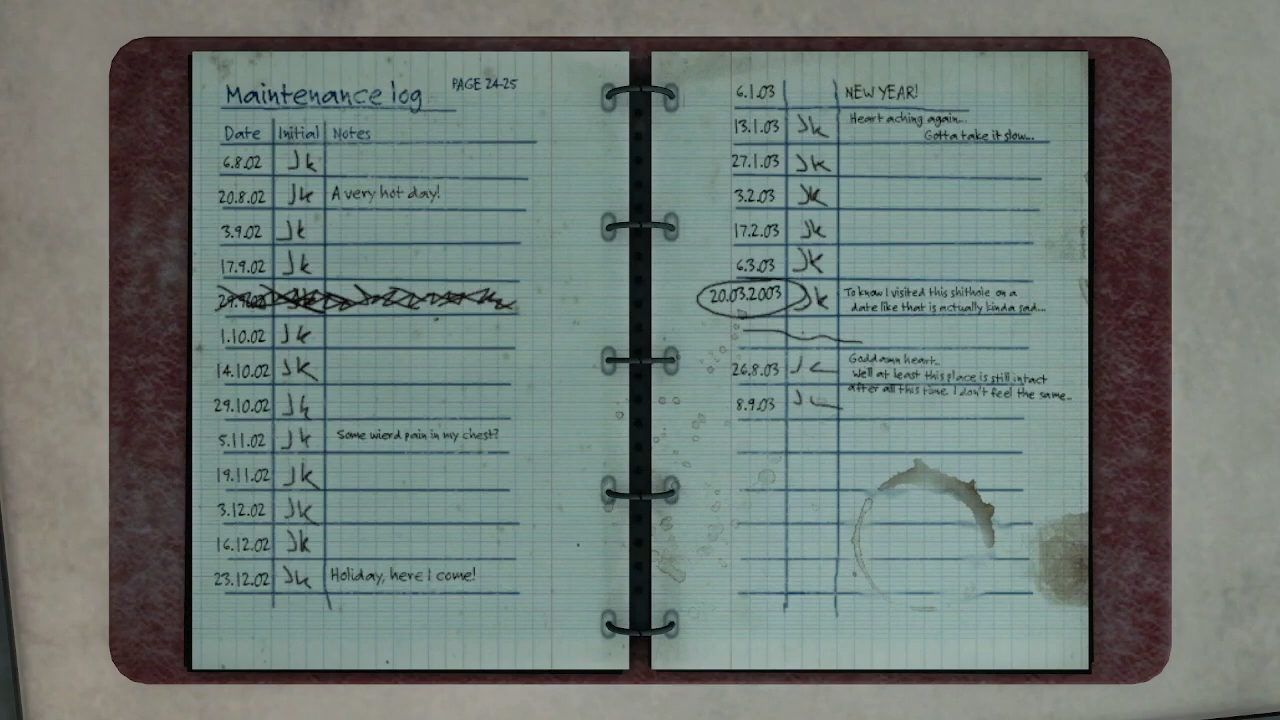 Maintenance log PAGE 24-25
Date Initial Notes
6.8.02 Jk
20.8.02 Jk A very hot day!
3.9.02 Jk
17.9.02 Jk
1.10.02 Jk
14.10.02 Jk
29.10.02 Jk
5.11.02 Jk Some wierd pain in my chest?
19.11.02 Jk
3.12.02 Jk
16.12.02 Jk
23.12.02 Jk Holiday, here I come!
6.1.03 NEW YEAR!
13.1.03 Jk Heart aching again...
Gotta take it slow...
27.1.03 Jk
3.2.03 Jk
17.2.03 Jk
6.3.03 Jk
20.03.2003 Jk To know I visited this shithole on a
date like that is actually kinda sad...
26.8.03 Goddamn heart..
Well at least this place is still intact
8.9.03 after all this time. I don't feel the same..